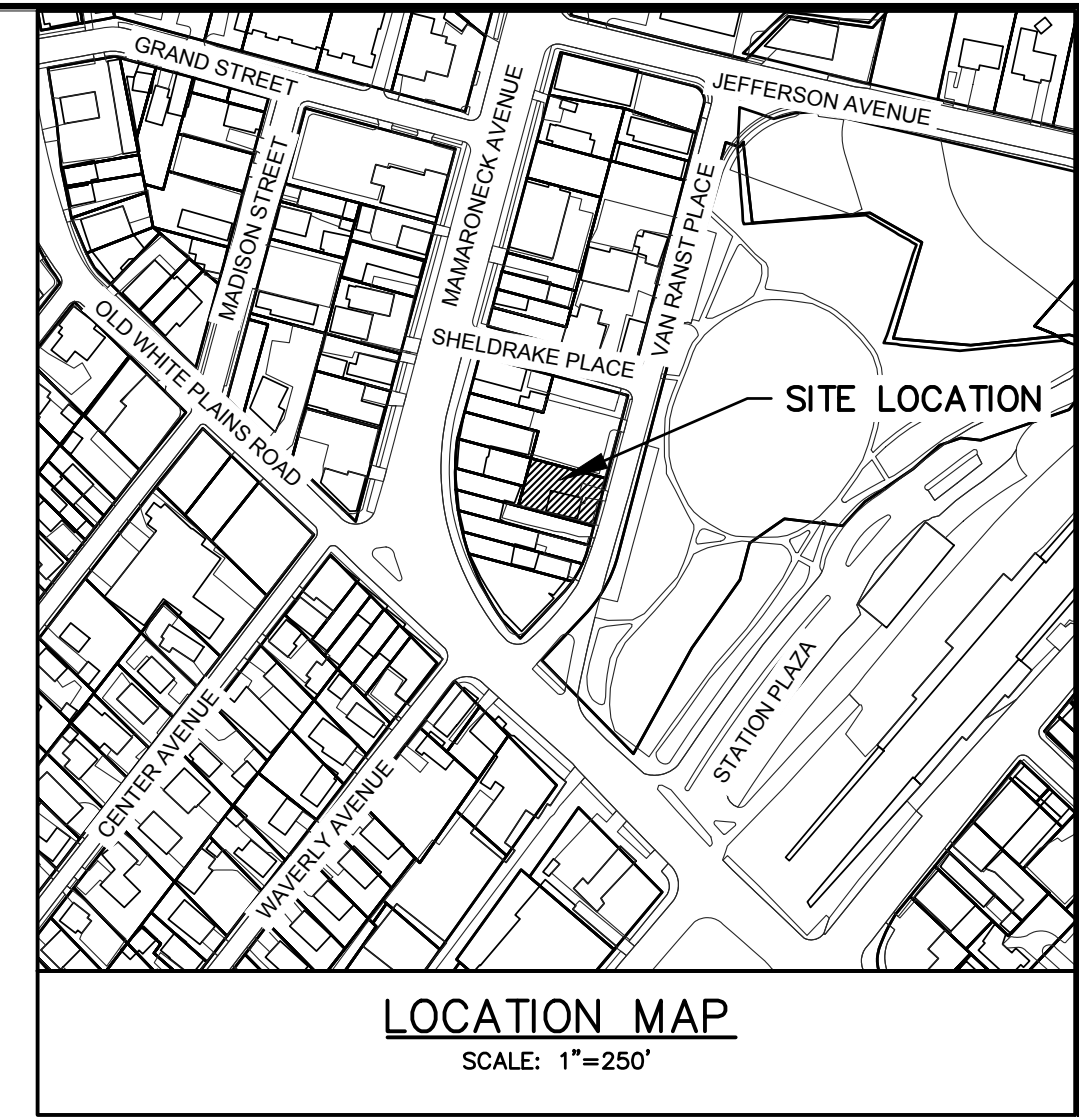 GRAND STREET
JEFFERSON AVENUE
MAMARONECK AVENUE
MADISON STREET
VAN RANST PLACE
OLD WHITE PLAINS ROAD
SHELDRAKE PLACE
SITE LOCATION
STATION PLAZA
CENTER AVENUE
WAVERLY AVENUE
LOCATION MAP
SCALE: 1"=250'